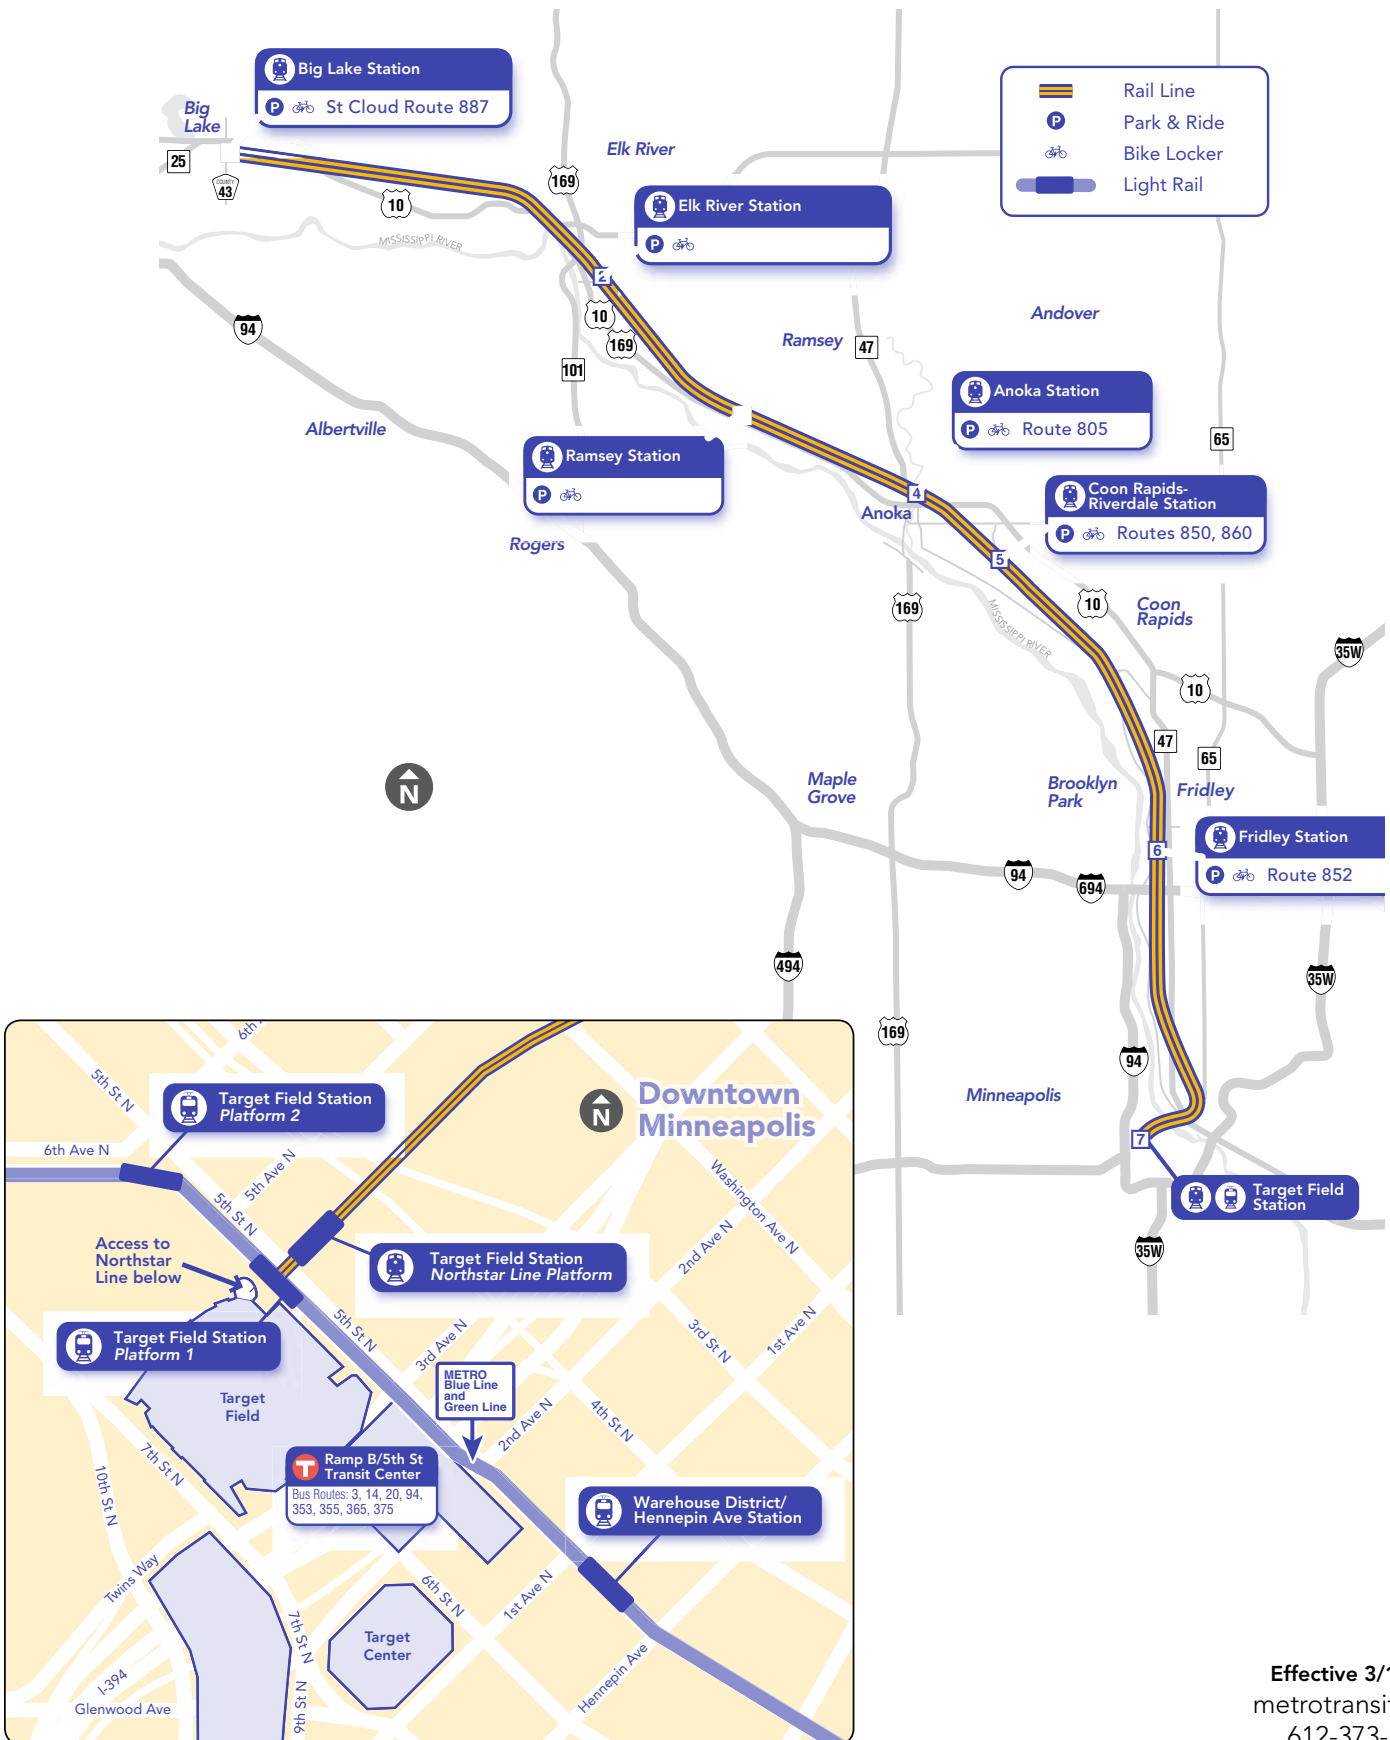 Big Lake Station
P St Cloud Route 887
Big
Lake
25
COUNTY
43
10
169
Elk River
Rail Line
P Park & Ride
Bike Locker
Light Rail
Elk River Station
P
MISSISSIPPI RIVER
2
94
10
169
101
Ramsey
47
Andover
Albertville
Anoka Station
P Route 805
65
Ramsey Station
P
4
Anoka
Coon Rapids-
Riverdale Station
P Routes 850, 860
Rogers
5
169
MISSISSIPPI RIVER
10
Coon
Rapids
35W
10
47
65
N
Maple
Grove
Brooklyn
Park
Fridley
6
Fridley Station
P Route 852
94
694
494
35W
169
94
Minneapolis
7
Target Field
Station
35W
6th
5th St N
Target Field Station
Platform 2
N
Downtown
Minneapolis
6th Ave N
5th Ave N
5th St N
Washington Ave N
2nd Ave N
Access to
Northstar
Line below
Target Field Station
Northstar Line Platform
Target Field Station
Platform 1
5th St N
3rd Ave N
3rd St N
1st Ave N
METRO
Blue Line
and
Green Line
Target
Field
2nd Ave N
4th St N
7th St N
10th St N
T Ramp B/5th St
Transit Center
Bus Routes: 3, 14, 20, 94,
353, 355, 365, 375
Warehouse District/
Hennepin Ave Station
Twins Way
6th St N
1st Ave N
7th St N
Target
Center
Hennepin Ave
I-394
Glenwood Ave
9th St N
Effective 3/1
metrotransit
612-373-